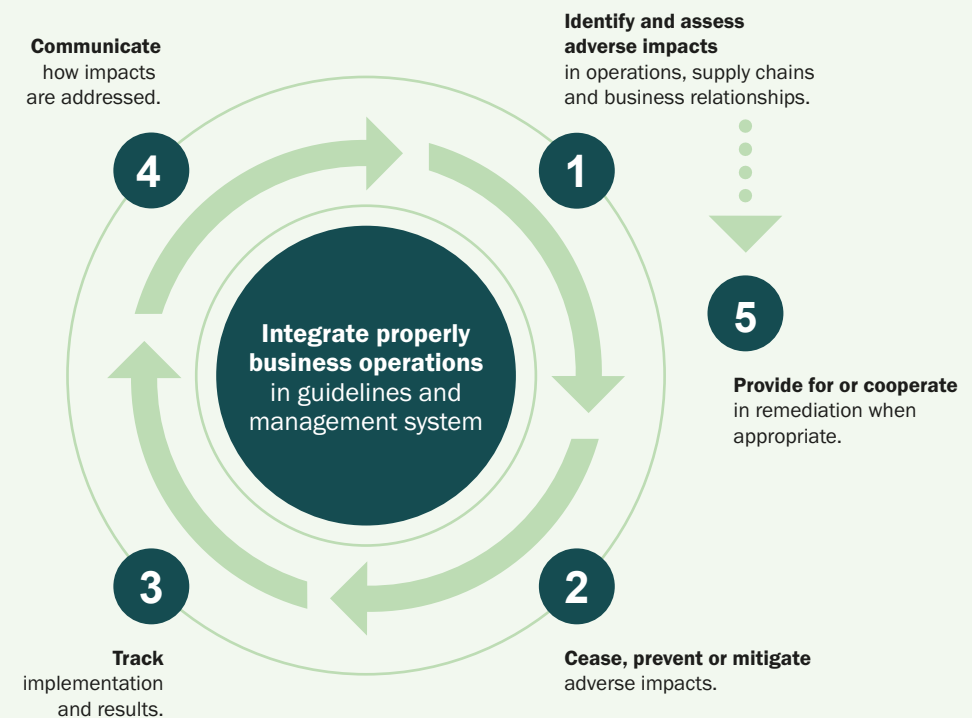 Identify and assess
adverse impacts
in operations, supply chains
and business relationships.
Communicate
how impacts
are addressed.
4
1
5
Integrate properly
business operations
in guidelines and
management system
Provide for or cooperate
in remediation when
appropriate.
3
2
Track
implementation
and results.
Cease, prevent or mitigate
adverse impacts.